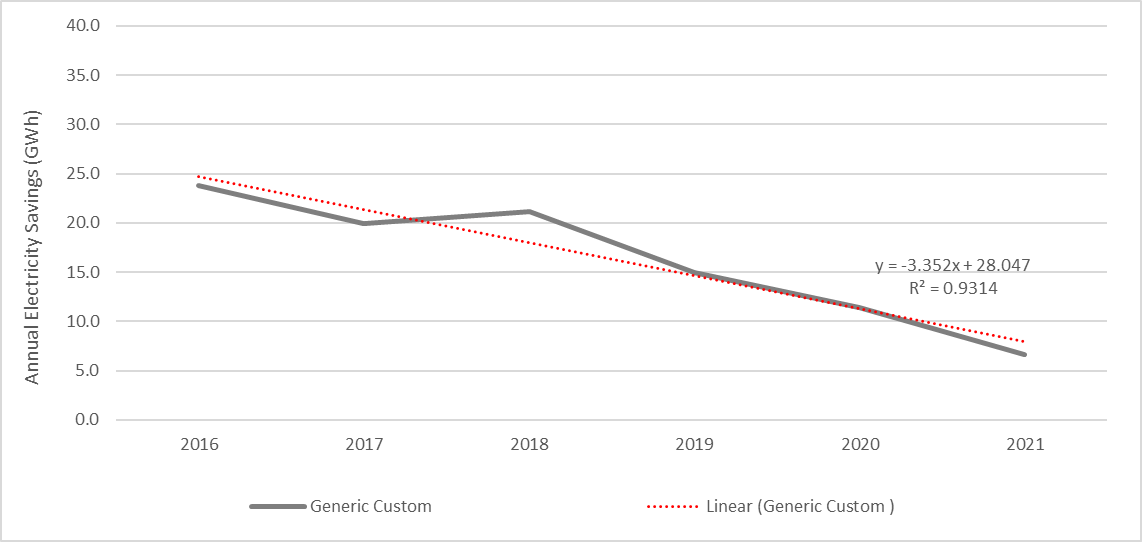 40.0
35.0
30.0
25.0
20.0
15.0
10.0
5.0
0.0
Annual Electricity Savings (GWh)
y = -3.352x + 28.047
R² = 0.9314
2016 2017 2018 2019 2020 2021
Generic Custom Linear (Generic Custom )